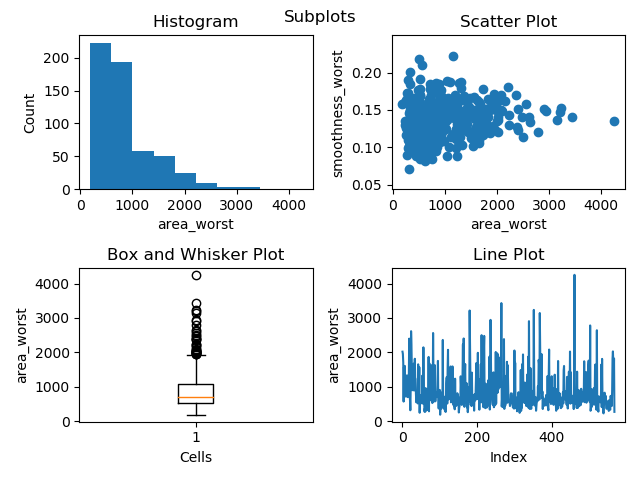 Subplots
Histogram
Count
200
150
100
50
0
0 1000 2000 3000 4000
area_worst
Scatter Plot
smoothness_worst
0.20
0.15
0.10
0.05
0 1000 2000 3000 4000
area_worst
Box and Whisker Plot
area_worst
4000
3000
2000
1000
0
1
Cells
Line Plot
area_worst
4000
3000
2000
1000
0
0 200 400
Index